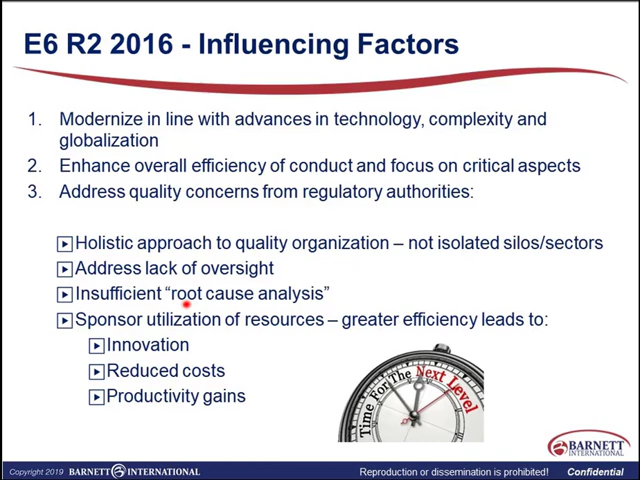 E6 R2 2016 - Influencing Factors
1. Modernize in line with advances in technology, complexity and
globalization
2. Enhance overall efficiency of conduct and focus on critical aspects
3. Address quality concerns from regulatory authorities:
Holistic approach to quality organization – not isolated silos/sectors
Address lack of oversight
Insufficient “root cause analysis”
Sponsor utilization of resources – greater efficiency leads to:
Innovation
Reduced costs
Productivity gains
Time For The Next Level
BARNETT
INTERNATIONAL
Copyright 2019 BARNETT INTERNATIONAL Reproduction or dissemination is prohibited! Confidential